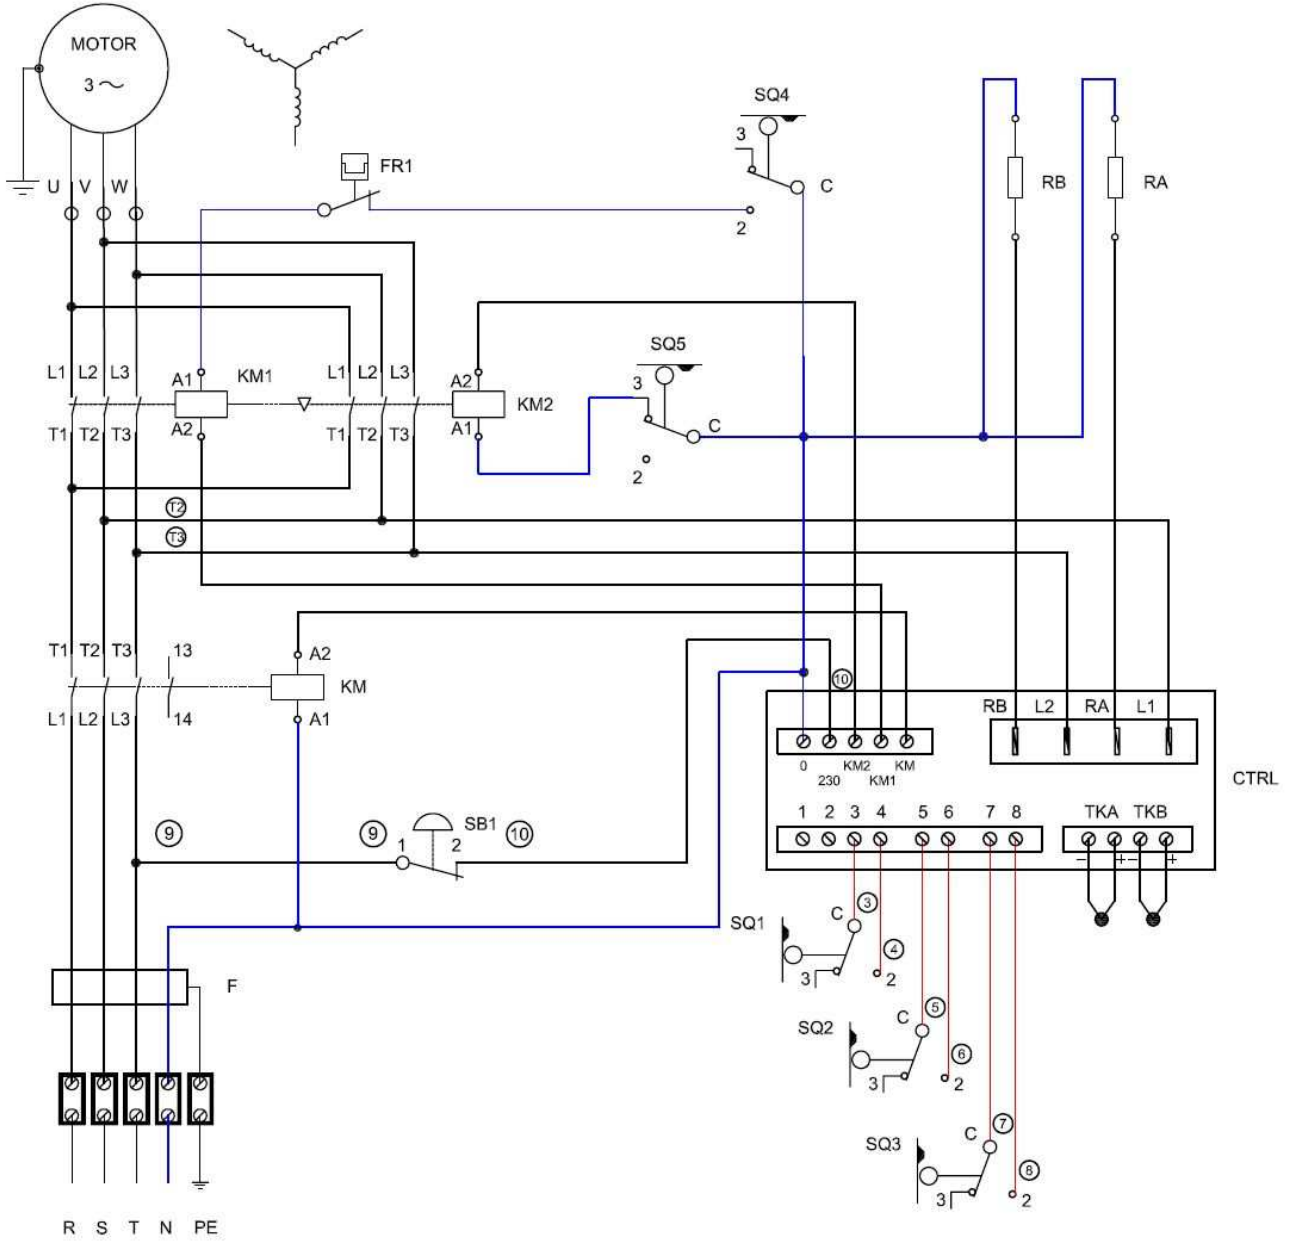 MOTOR
3
SQ4
3
FR1
C
RB
RA
U V W
2
SQ5
L1 L2 L3
A1
KM1
L1 L2 L3
A2
3
KM2
C
T1 T2 T3
A2
T1 T2 T3
A1
2
T2
T3
T1 T2 T3
13
A2
KM
10
RB L2 RA L1
L1 L2 L3
14
A1
0
KM2
KM
230
KM1
CTRL
1 2 3 4 5 6 7 8
TKA TKB
9
9
1
SB1
2
10
- + - +
SQ1
C
3
4
3
2
F
SQ2
C
5
6
3
2
SQ3
C
7
8
3
2
R S T N PE